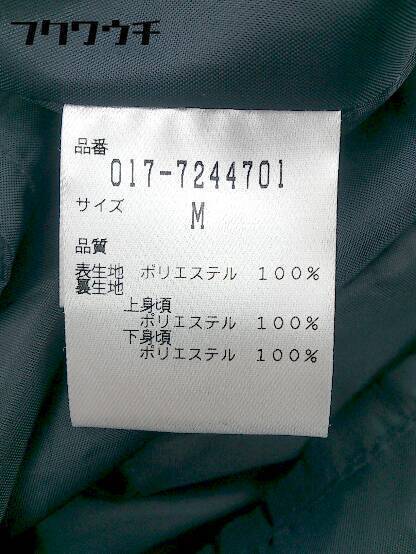 フクワウチ
品番
017-7244701
サイズ
M
品質
表生地 ポリエステル 100%
裏生地
上身頃
ポリエステル 100%
下身頃
ポリエステル 100%